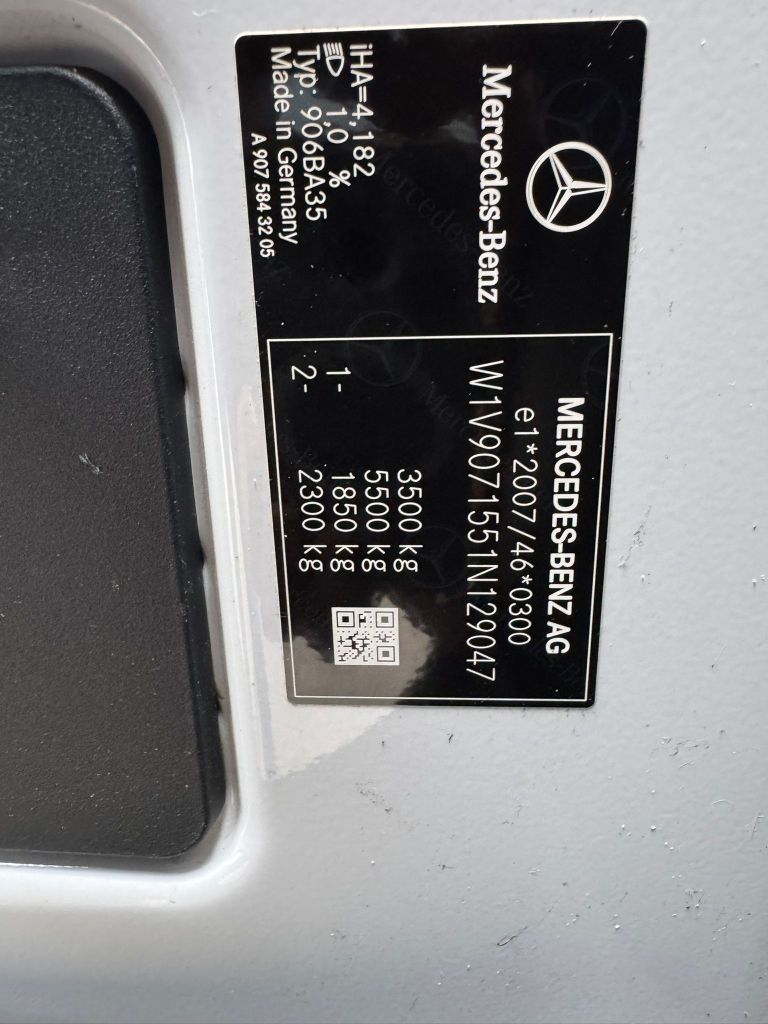 Mercedes-Benz
iHA=4,182
1,0 %
Typ: 906BA35
Made in Germany
A 907 584 32 05
MERCEDES-BENZ AG
e1*2007/46*0300
W1V9071551N129047
3500 kg
5500 kg
1- 1850 kg
2- 2300 kg